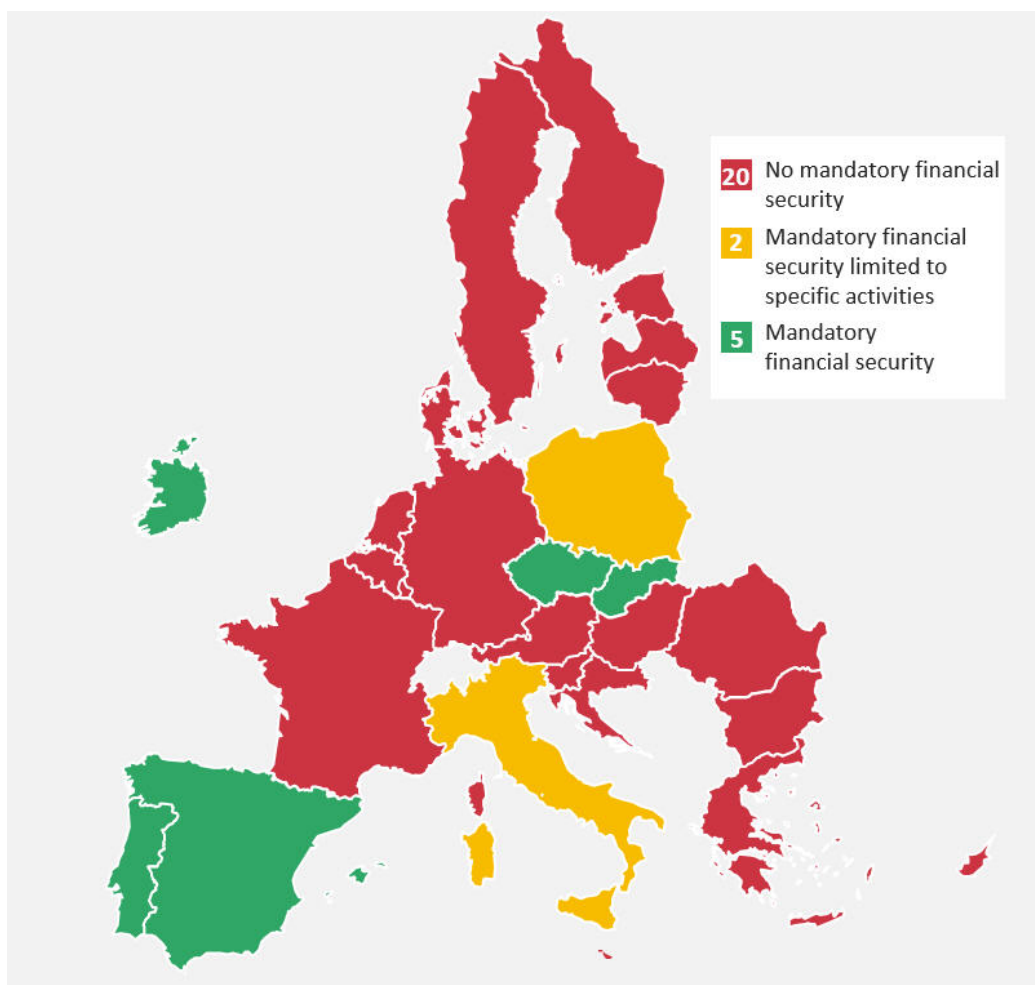 20 No mandatory financial
security
2 Mandatory financial
security limited to
specific activities
5 Mandatory
financial security